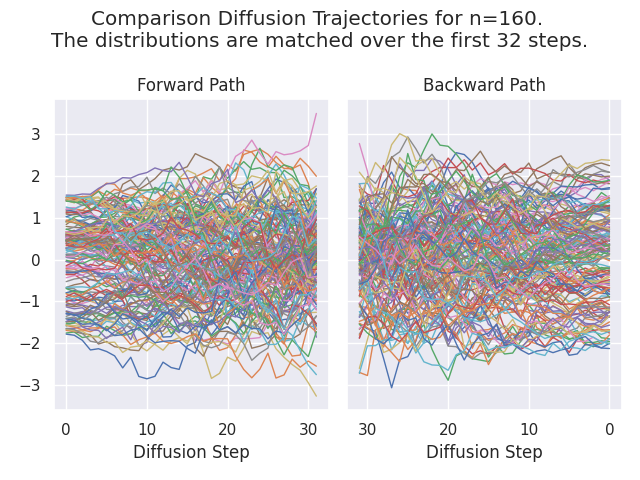 Comparison Diffusion Trajectories for n=160.
The distributions are matched over the first 32 steps.
Forward Path
Backward Path
3
2
1
0
−1
−2
−3
0 10 20 30
30 20 10 0
Diffusion Step
Diffusion Step